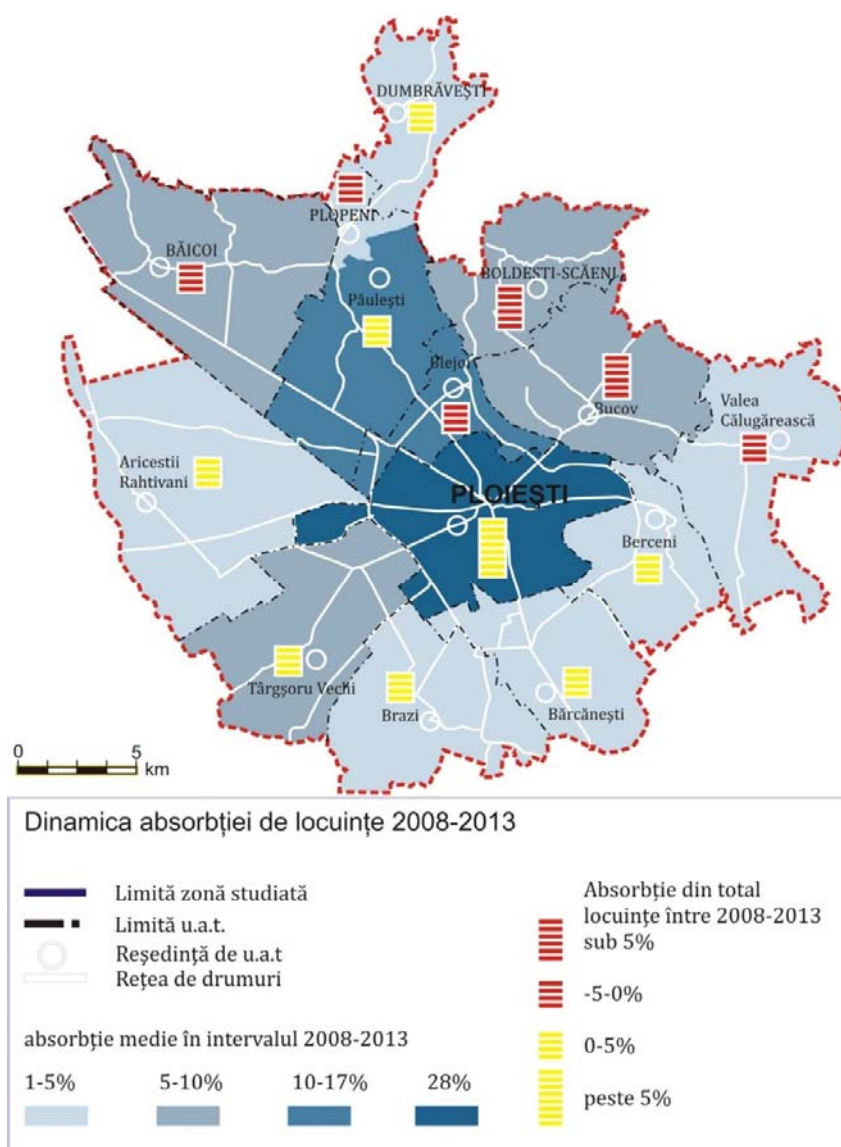 DUMBRĂVEȘTI
PLOPENI
BĂICOI
BOLDESTI-SCĂENI
Păulești
Blejoi
Bucov
Valea
Călugărească
Aricestii
Rahtivani
PLOIEȘTI
Berceni
Târgșoru Vechi
Brazi
Bărcănești
0 5
km
Dinamica absorbției de locuințe 2008-2013
Limită zonă studiată
Limită u.a.t.
Reședință de u.a.t
Rețea de drumuri
absorbție medie în intervalul 2008-2013
1-5% 5-10% 10-17% 28%
Absorbție din total
locuințe între 2008-2013
sub 5%
-5-0%
0-5%
peste 5%